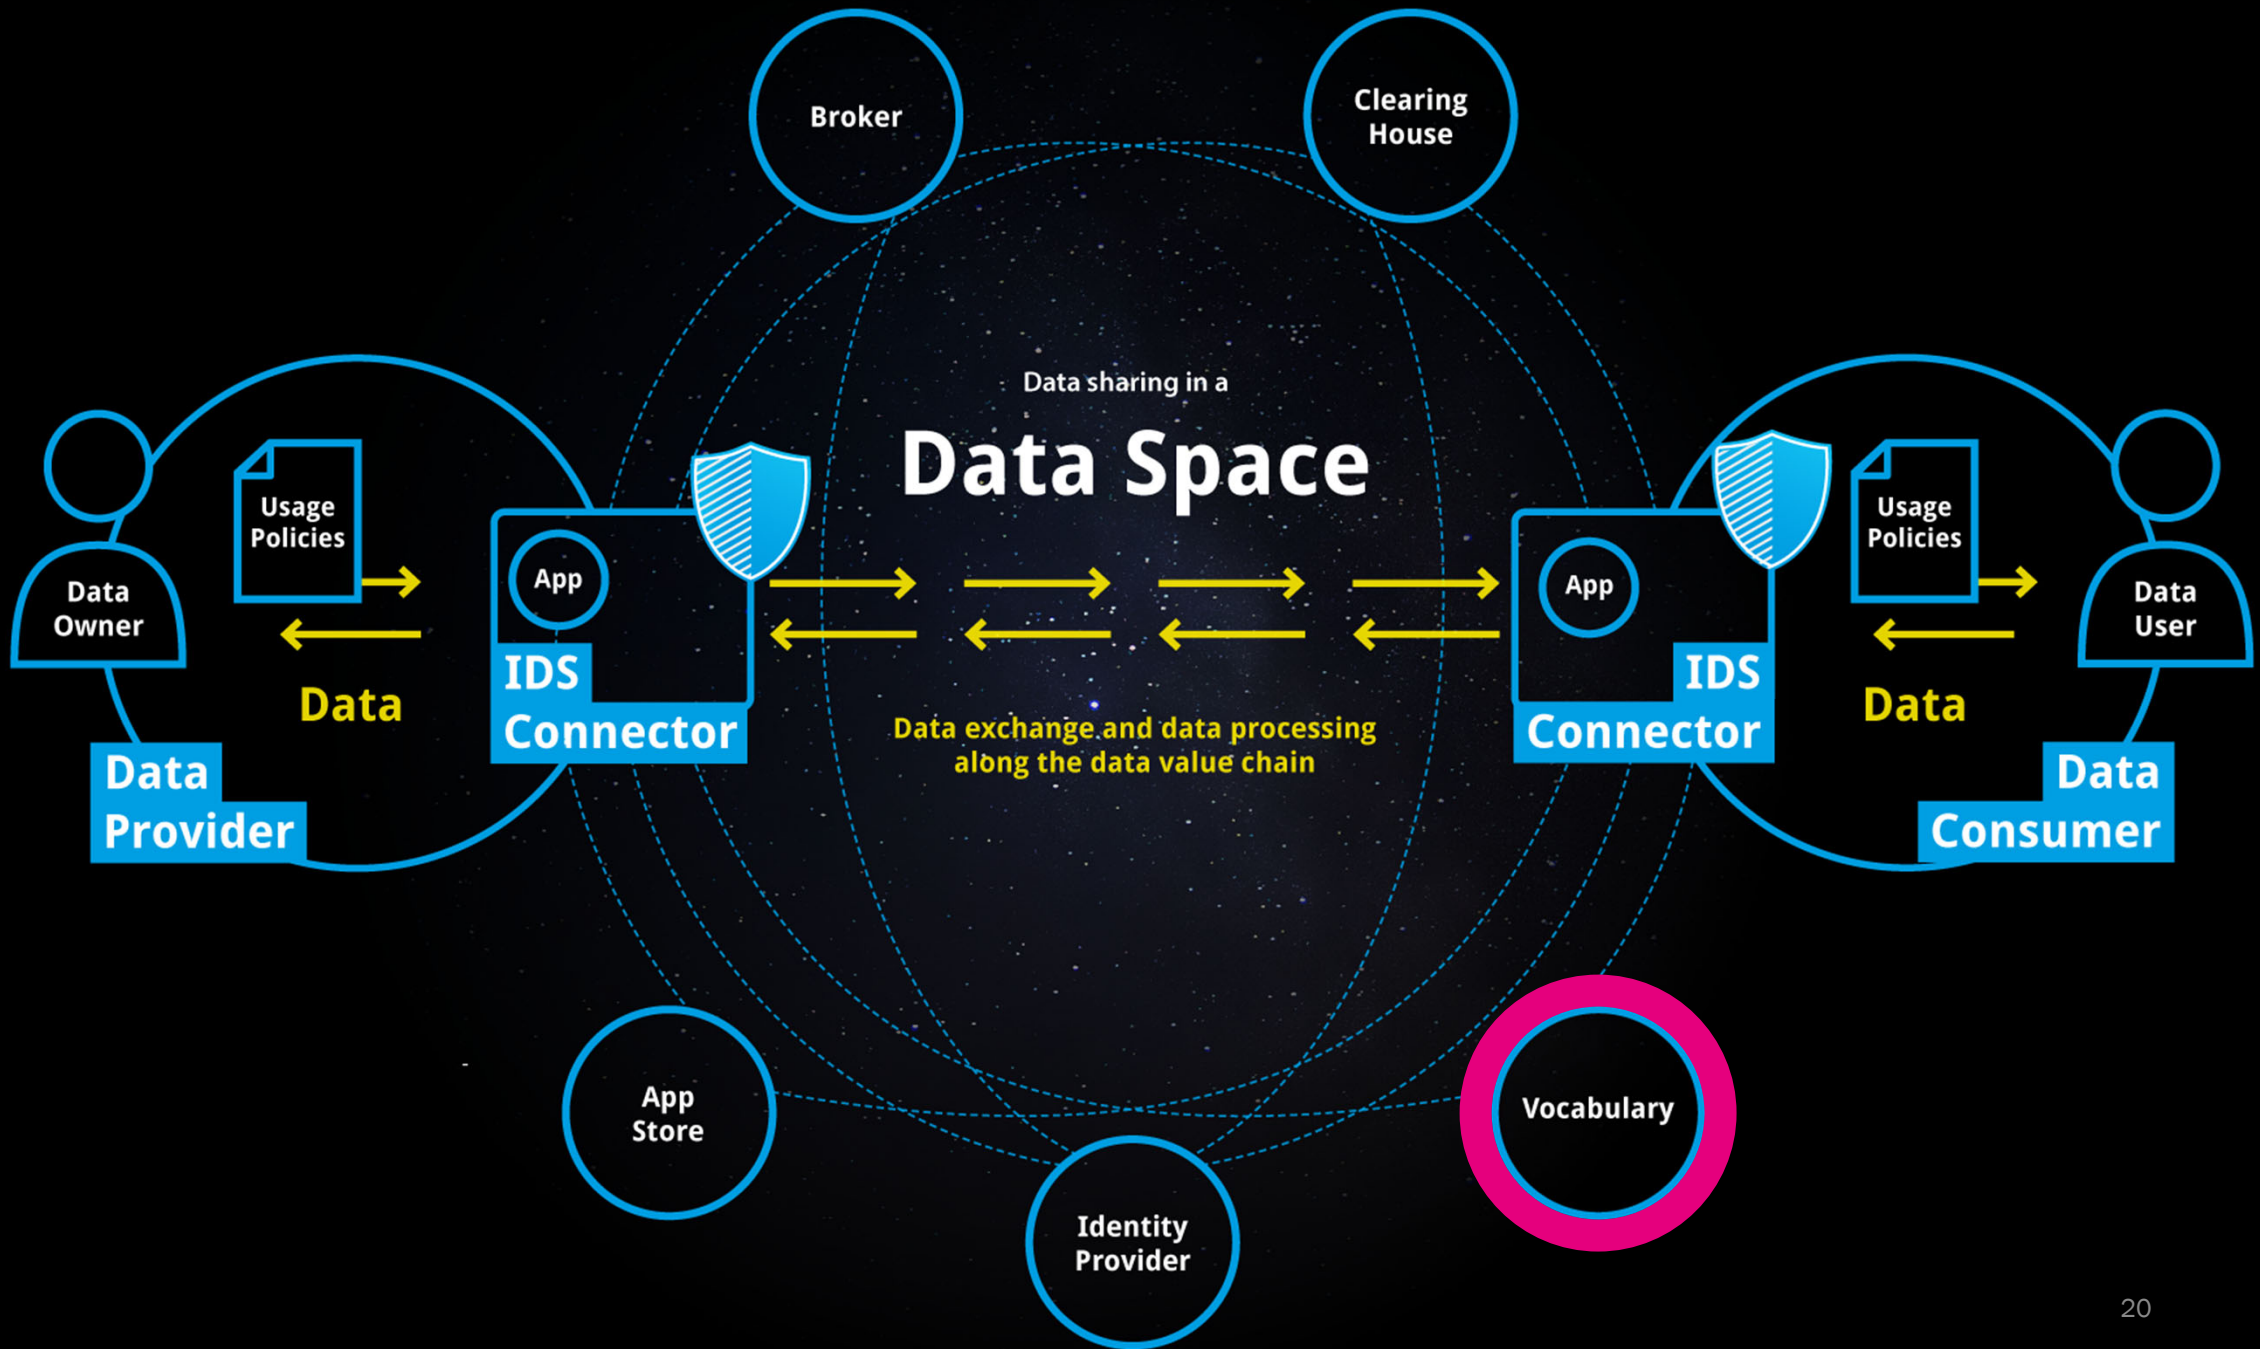 Broker
Clearing
House
Data sharing in a
Data Space
Usage
Policies
Data
Owner
App
IDS
Connector
Data
Data
Provider
Data exchange and data processing
along the data value chain
App
IDS
Connector
Usage
Policies
Data
User
Data
Data
Consumer
App
Store
Identity
Provider
Vocabulary
20